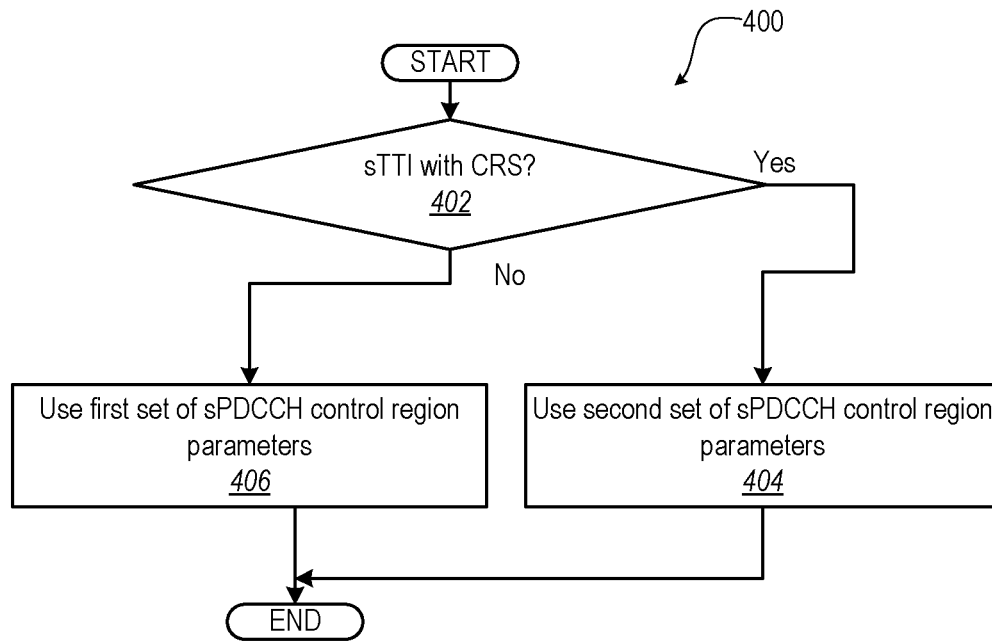 400
START
sTTI with CRS?
402
Yes
No
Use first set of sPDCCH control region
parameters
406
Use second set of sPDCCH control region
parameters
404
END